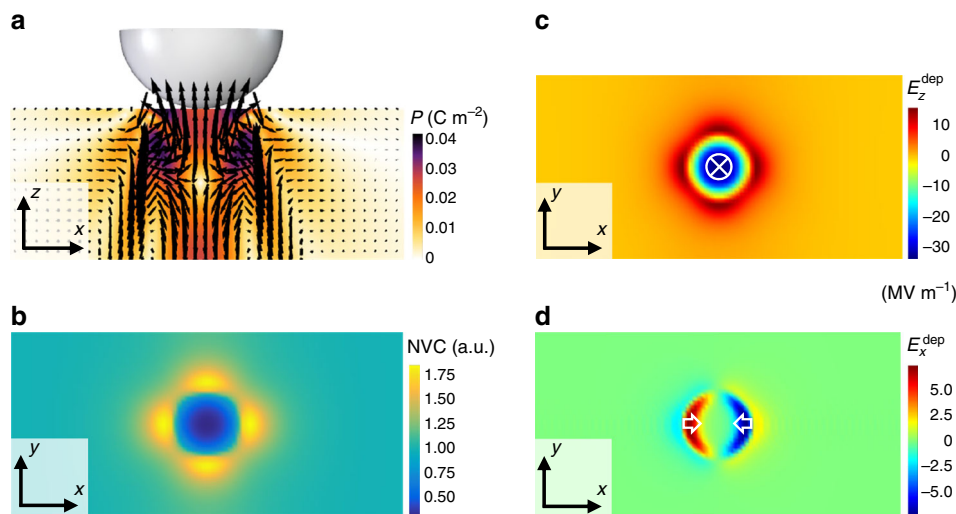 a
P (C m⁻²)
0.04
0.03
0.02
0.01
0
z
x
b
NVC (a.u.)
1.75
1.50
1.25
1.00
0.75
0.50
y
x
c
E_z^dep
10
0
−10
−20
−30
y
x
(MV m⁻¹)
d
E_x^dep
5.0
2.5
0
−2.5
−5.0
y
x